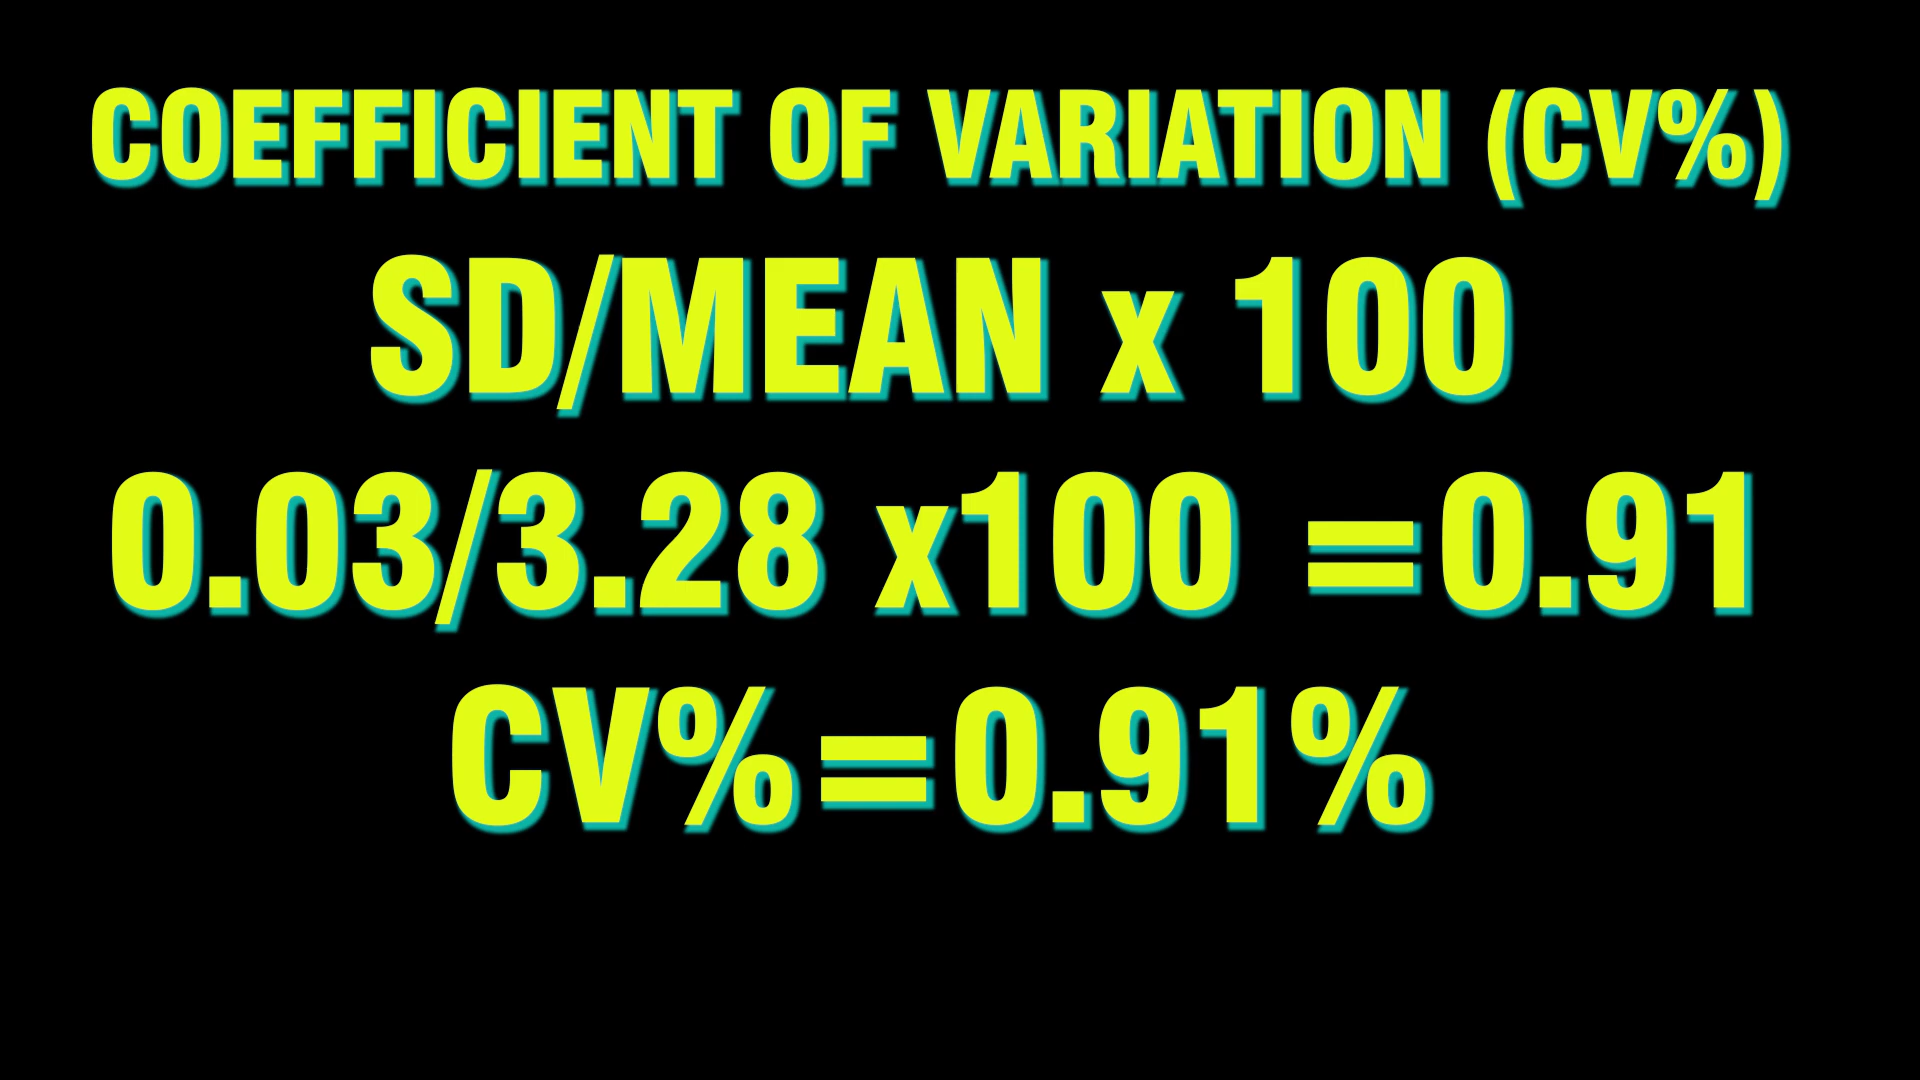 COEFFICIENT OF VARIATION (CV%)
SD/MEAN x 100
0.03/3.28 x100 =0.91
CV%=0.91%